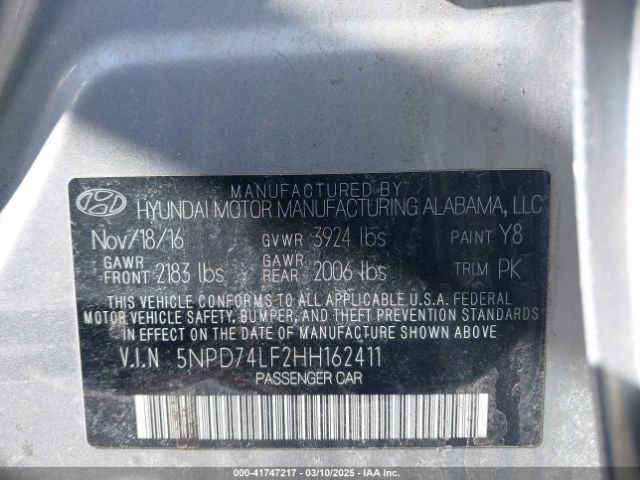 MANUFACTURED BY
HYUNDAI MOTOR MANUFACTURING ALABAMA, LLC
Nov/18/16 GVWR 3924 lbs PAINT Y8
GAWR FRONT 2183 lbs GAWR REAR 2006 lbs TRIM PK
THIS VEHICLE CONFORMS TO ALL APPLICABLE U.S.A. FEDERAL
MOTOR VEHICLE SAFETY, BUMPER, AND THEFT PREVENTION STANDARDS
IN EFFECT ON THE DATE OF MANUFACTURE SHOWN ABOVE.
V.I.N 5NPD74LF2HH162411
PASSENGER CAR
000-41747217 - 03/10/2025 - IAA Inc.